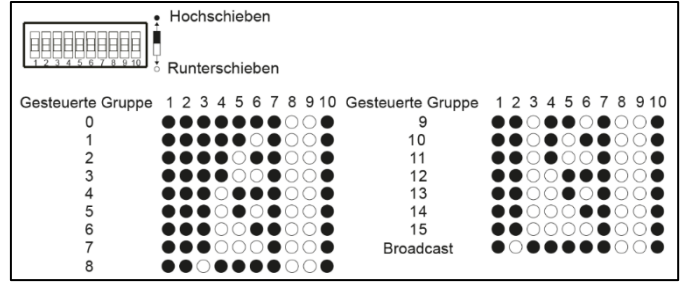 Hochschieben
1 2 3 4 5 6 7 8 9 10
Runterschieben
Gesteuerte Gruppe 1 2 3 4 5 6 7 8 9 10
0
1
2
3
4
5
6
7
8
Gesteuerte Gruppe 1 2 3 4 5 6 7 8 9 10
9
10
11
12
13
14
15
Broadcast